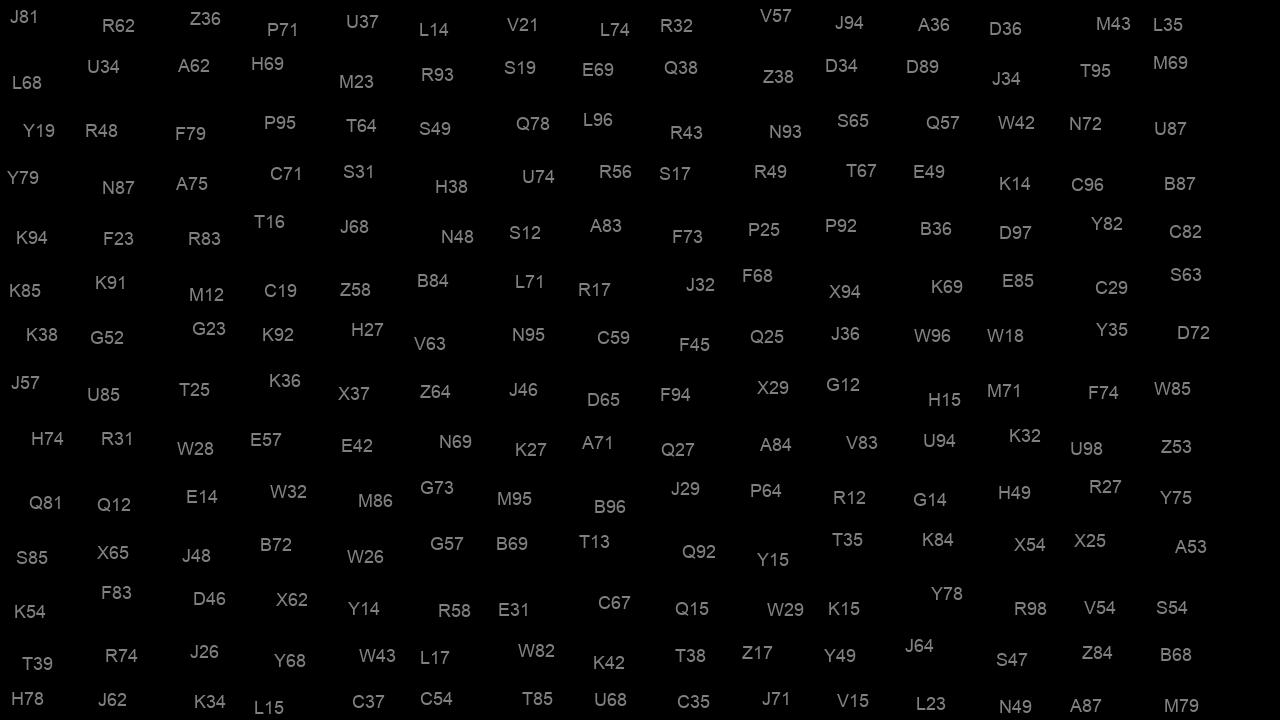 J81 R62 Z36 P71 U37 L14 V21 L74 R32 V57 J94 A36 D36 M43 L35
L68 U34 A62 H69 M23 R93 S19 E69 Q38 Z38 D34 D89 J34 T95 M69
Y19 R48 F79 P95 T64 S49 Q78 L96 R43 N93 S65 Q57 W42 N72 U87
Y79 N87 A75 C71 S31 H38 U74 R56 S17 R49 T67 E49 K14 C96 B87
K94 F23 R83 T16 J68 N48 S12 A83 F73 P25 P92 B36 D97 Y82 C82
K85 K91 M12 C19 Z58 B84 L71 R17 J32 F68 X94 K69 E85 C29 S63
K38 G52 G23 K92 H27 V63 N95 C59 F45 Q25 J36 W96 W18 Y35 D72
J57 U85 T25 K36 X37 Z64 J46 D65 F94 X29 G12 H15 M71 F74 W85
H74 R31 W28 E57 E42 N69 K27 A71 Q27 A84 V83 U94 K32 U98 Z53
Q81 Q12 E14 W32 M86 G73 M95 B96 J29 P64 R12 G14 H49 R27 Y75
S85 X65 J48 B72 W26 G57 B69 T13 Q92 Y15 T35 K84 X54 X25 A53
K54 F83 D46 X62 Y14 R58 E31 C67 Q15 W29 K15 Y78 R98 V54 S54
T39 R74 J26 Y68 W43 L17 W82 K42 T38 Z17 Y49 J64 S47 Z84 B68
H78 J62 K34 L15 C37 C54 T85 U68 C35 J71 V15 L23 N49 A87 M79